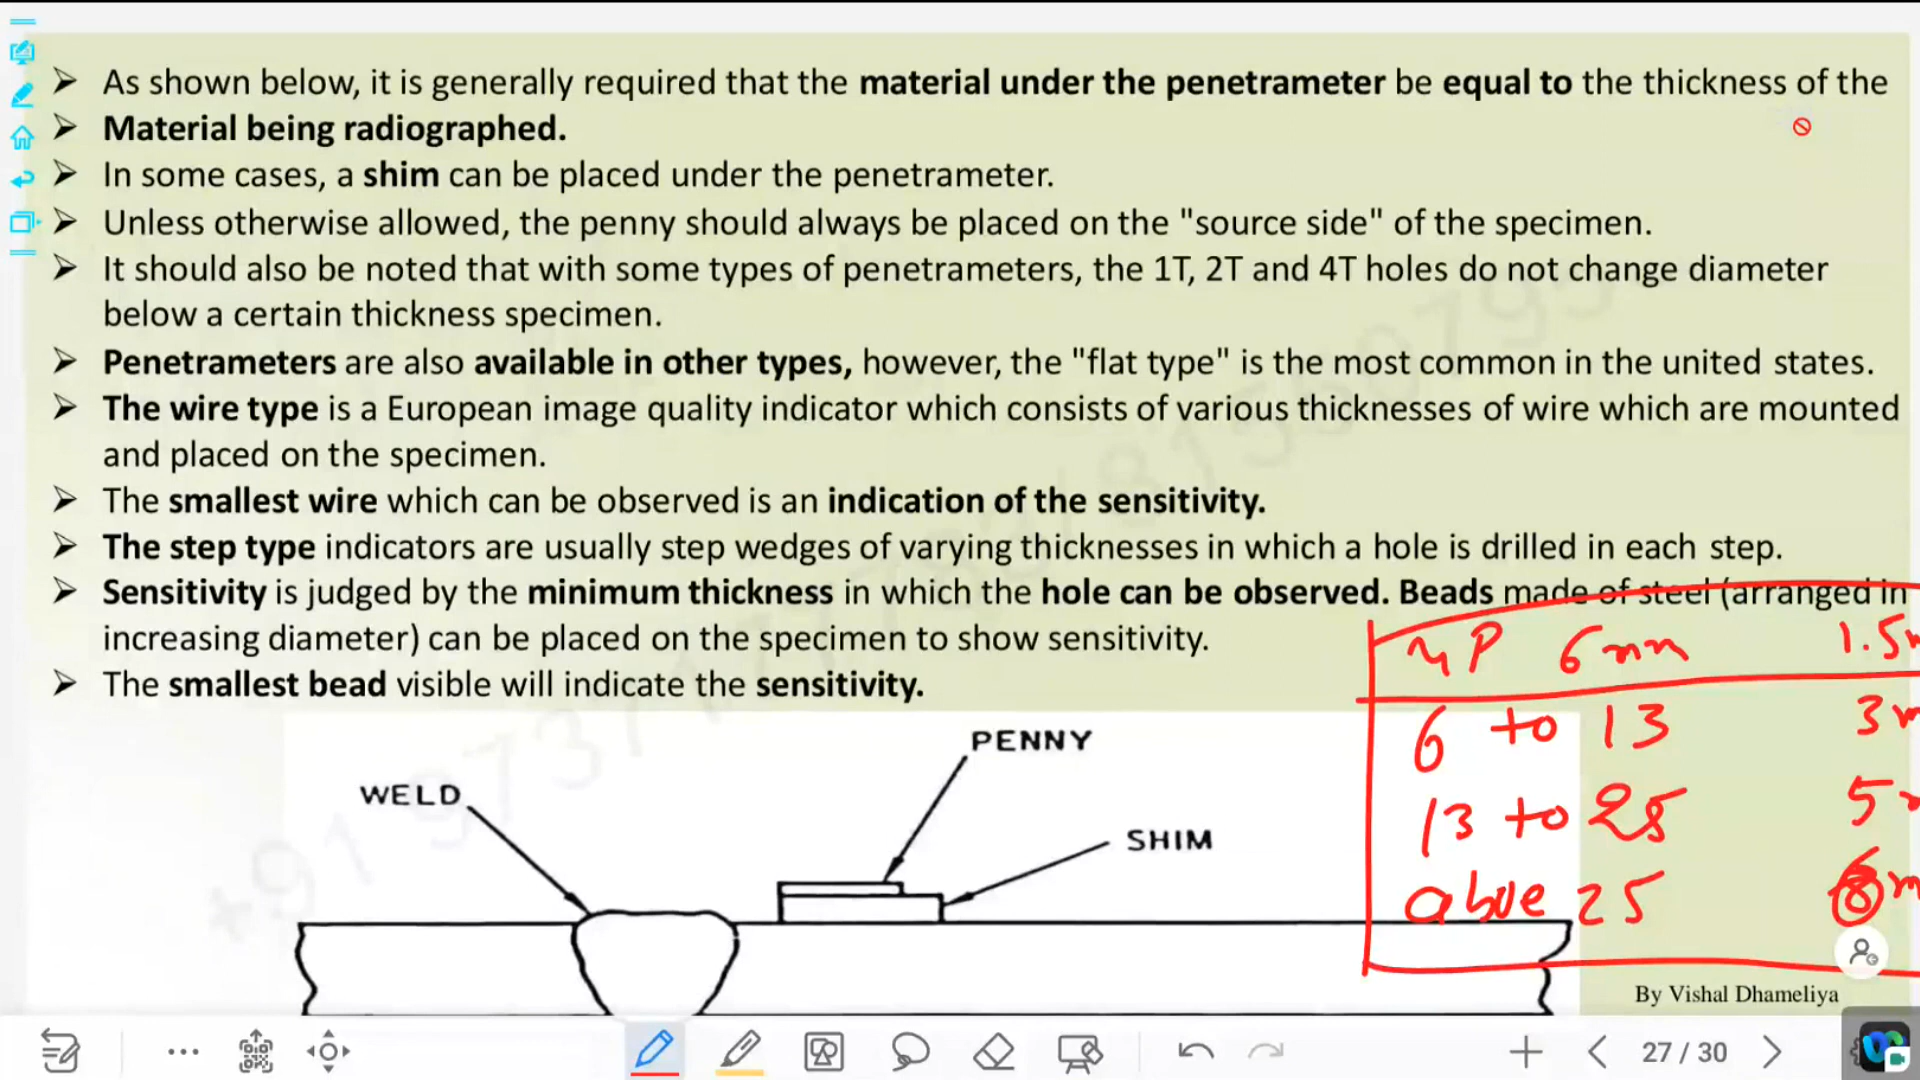 ➢ As shown below, it is generally required that the material under the penetrameter be equal to the thickness of the
➢ Material being radiographed.
➢ In some cases, a shim can be placed under the penetrameter.
➢ Unless otherwise allowed, the penny should always be placed on the "source side" of the specimen.
➢ It should also be noted that with some types of penetrameters, the 1T, 2T and 4T holes do not change diameter
below a certain thickness specimen.
➢ Penetrameters are also available in other types, however, the "flat type" is the most common in the united states.
➢ The wire type is a European image quality indicator which consists of various thicknesses of wire which are mounted
and placed on the specimen.
➢ The smallest wire which can be observed is an indication of the sensitivity.
➢ The step type indicators are usually step wedges of varying thicknesses in which a hole is drilled in each step.
➢ Sensitivity is judged by the minimum thickness in which the hole can be observed. Beads made of steel (arranged in
increasing diameter) can be placed on the specimen to show sensitivity.
➢ The smallest bead visible will indicate the sensitivity.
6 mm 1.5m
6 to 13 3m
13 to 25 5m
above 25 m
PENNY
WELD
SHIM
By Vishal Dhameliya
27 / 30